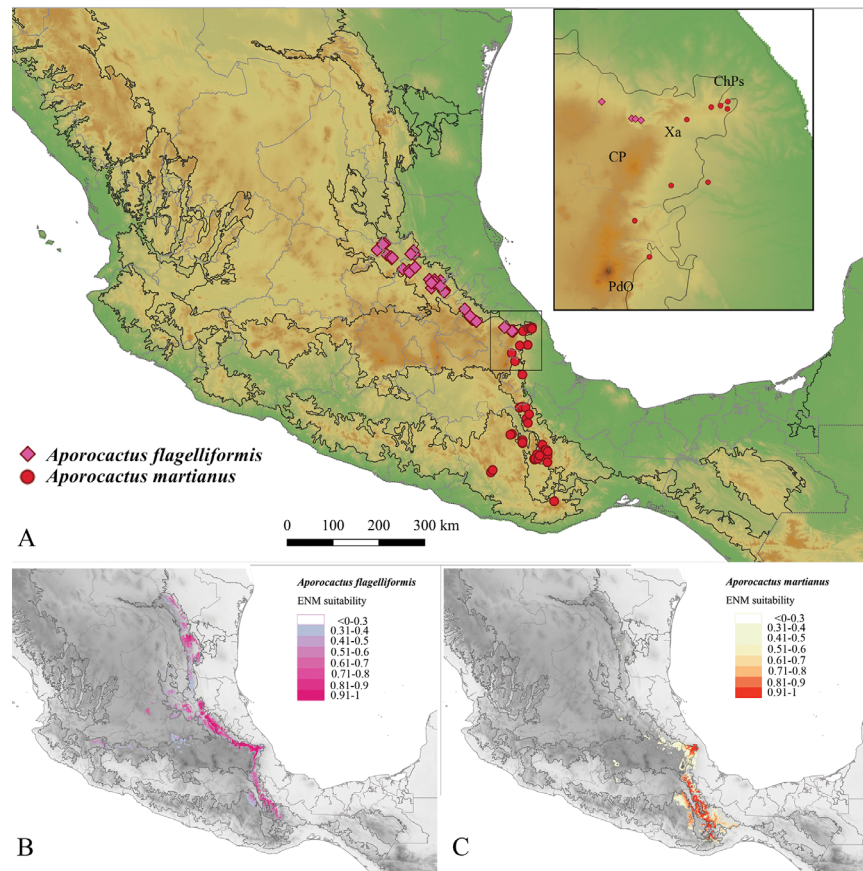 ChPs
Xa
CP
PdO
Aporocactus flagelliformis
Aporocactus martianus
0 100 200 300 km
A
Aporocactus flagelliformis
ENM suitability
<0-0.3
0.31-0.4
0.41-0.5
0.51-0.6
0.61-0.7
0.71-0.8
0.81-0.9
0.91-1
B
Aporocactus martianus
ENM suitability
<0-0.3
0.31-0.4
0.41-0.5
0.51-0.6
0.61-0.7
0.71-0.8
0.81-0.9
0.91-1
C